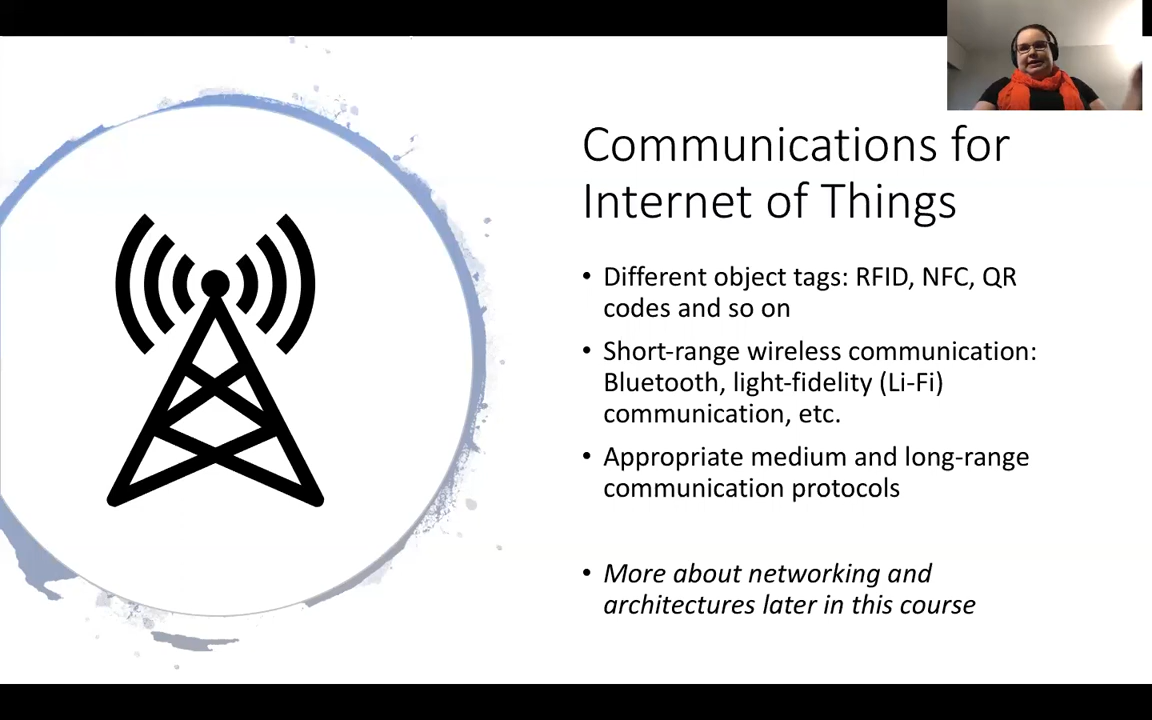 Communications for
Internet of Things
• Different object tags: RFID, NFC, QR
codes and so on
• Short-range wireless communication:
Bluetooth, light-fidelity (Li-Fi)
communication, etc.
• Appropriate medium and long-range
communication protocols
• More about networking and
architectures later in this course